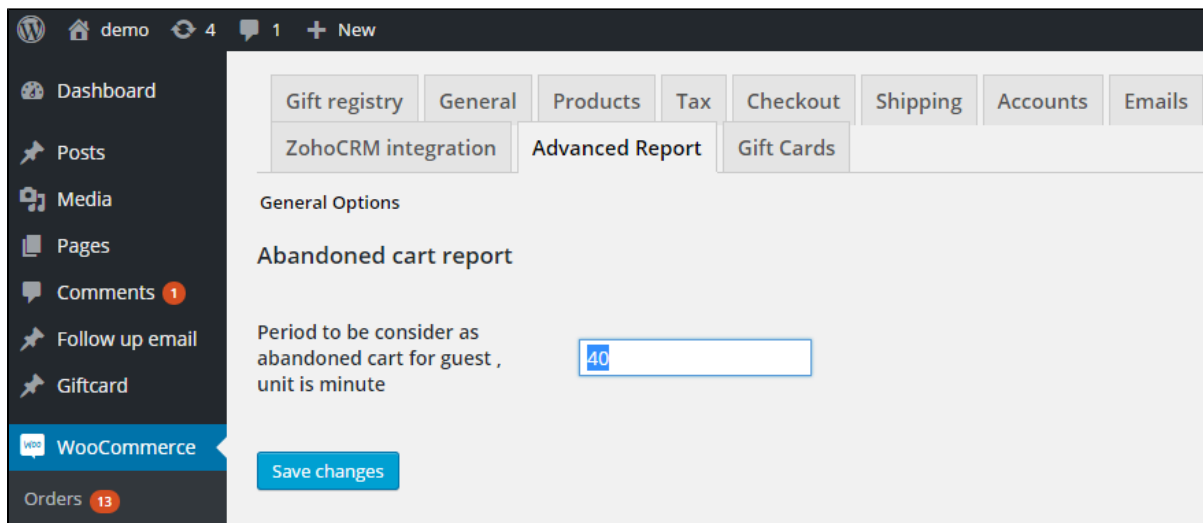 demo 4 1 + New
Dashboard
Posts
Media
Pages
Comments 1
Follow up email
Giftcard
Woo WooCommerce
Orders 13
Gift registry General Products Tax Checkout Shipping Accounts Emails
ZohoCRM integration Advanced Report Gift Cards
General Options
Abandoned cart report
Period to be consider as
abandoned cart for guest ,
unit is minute
40
Save changes